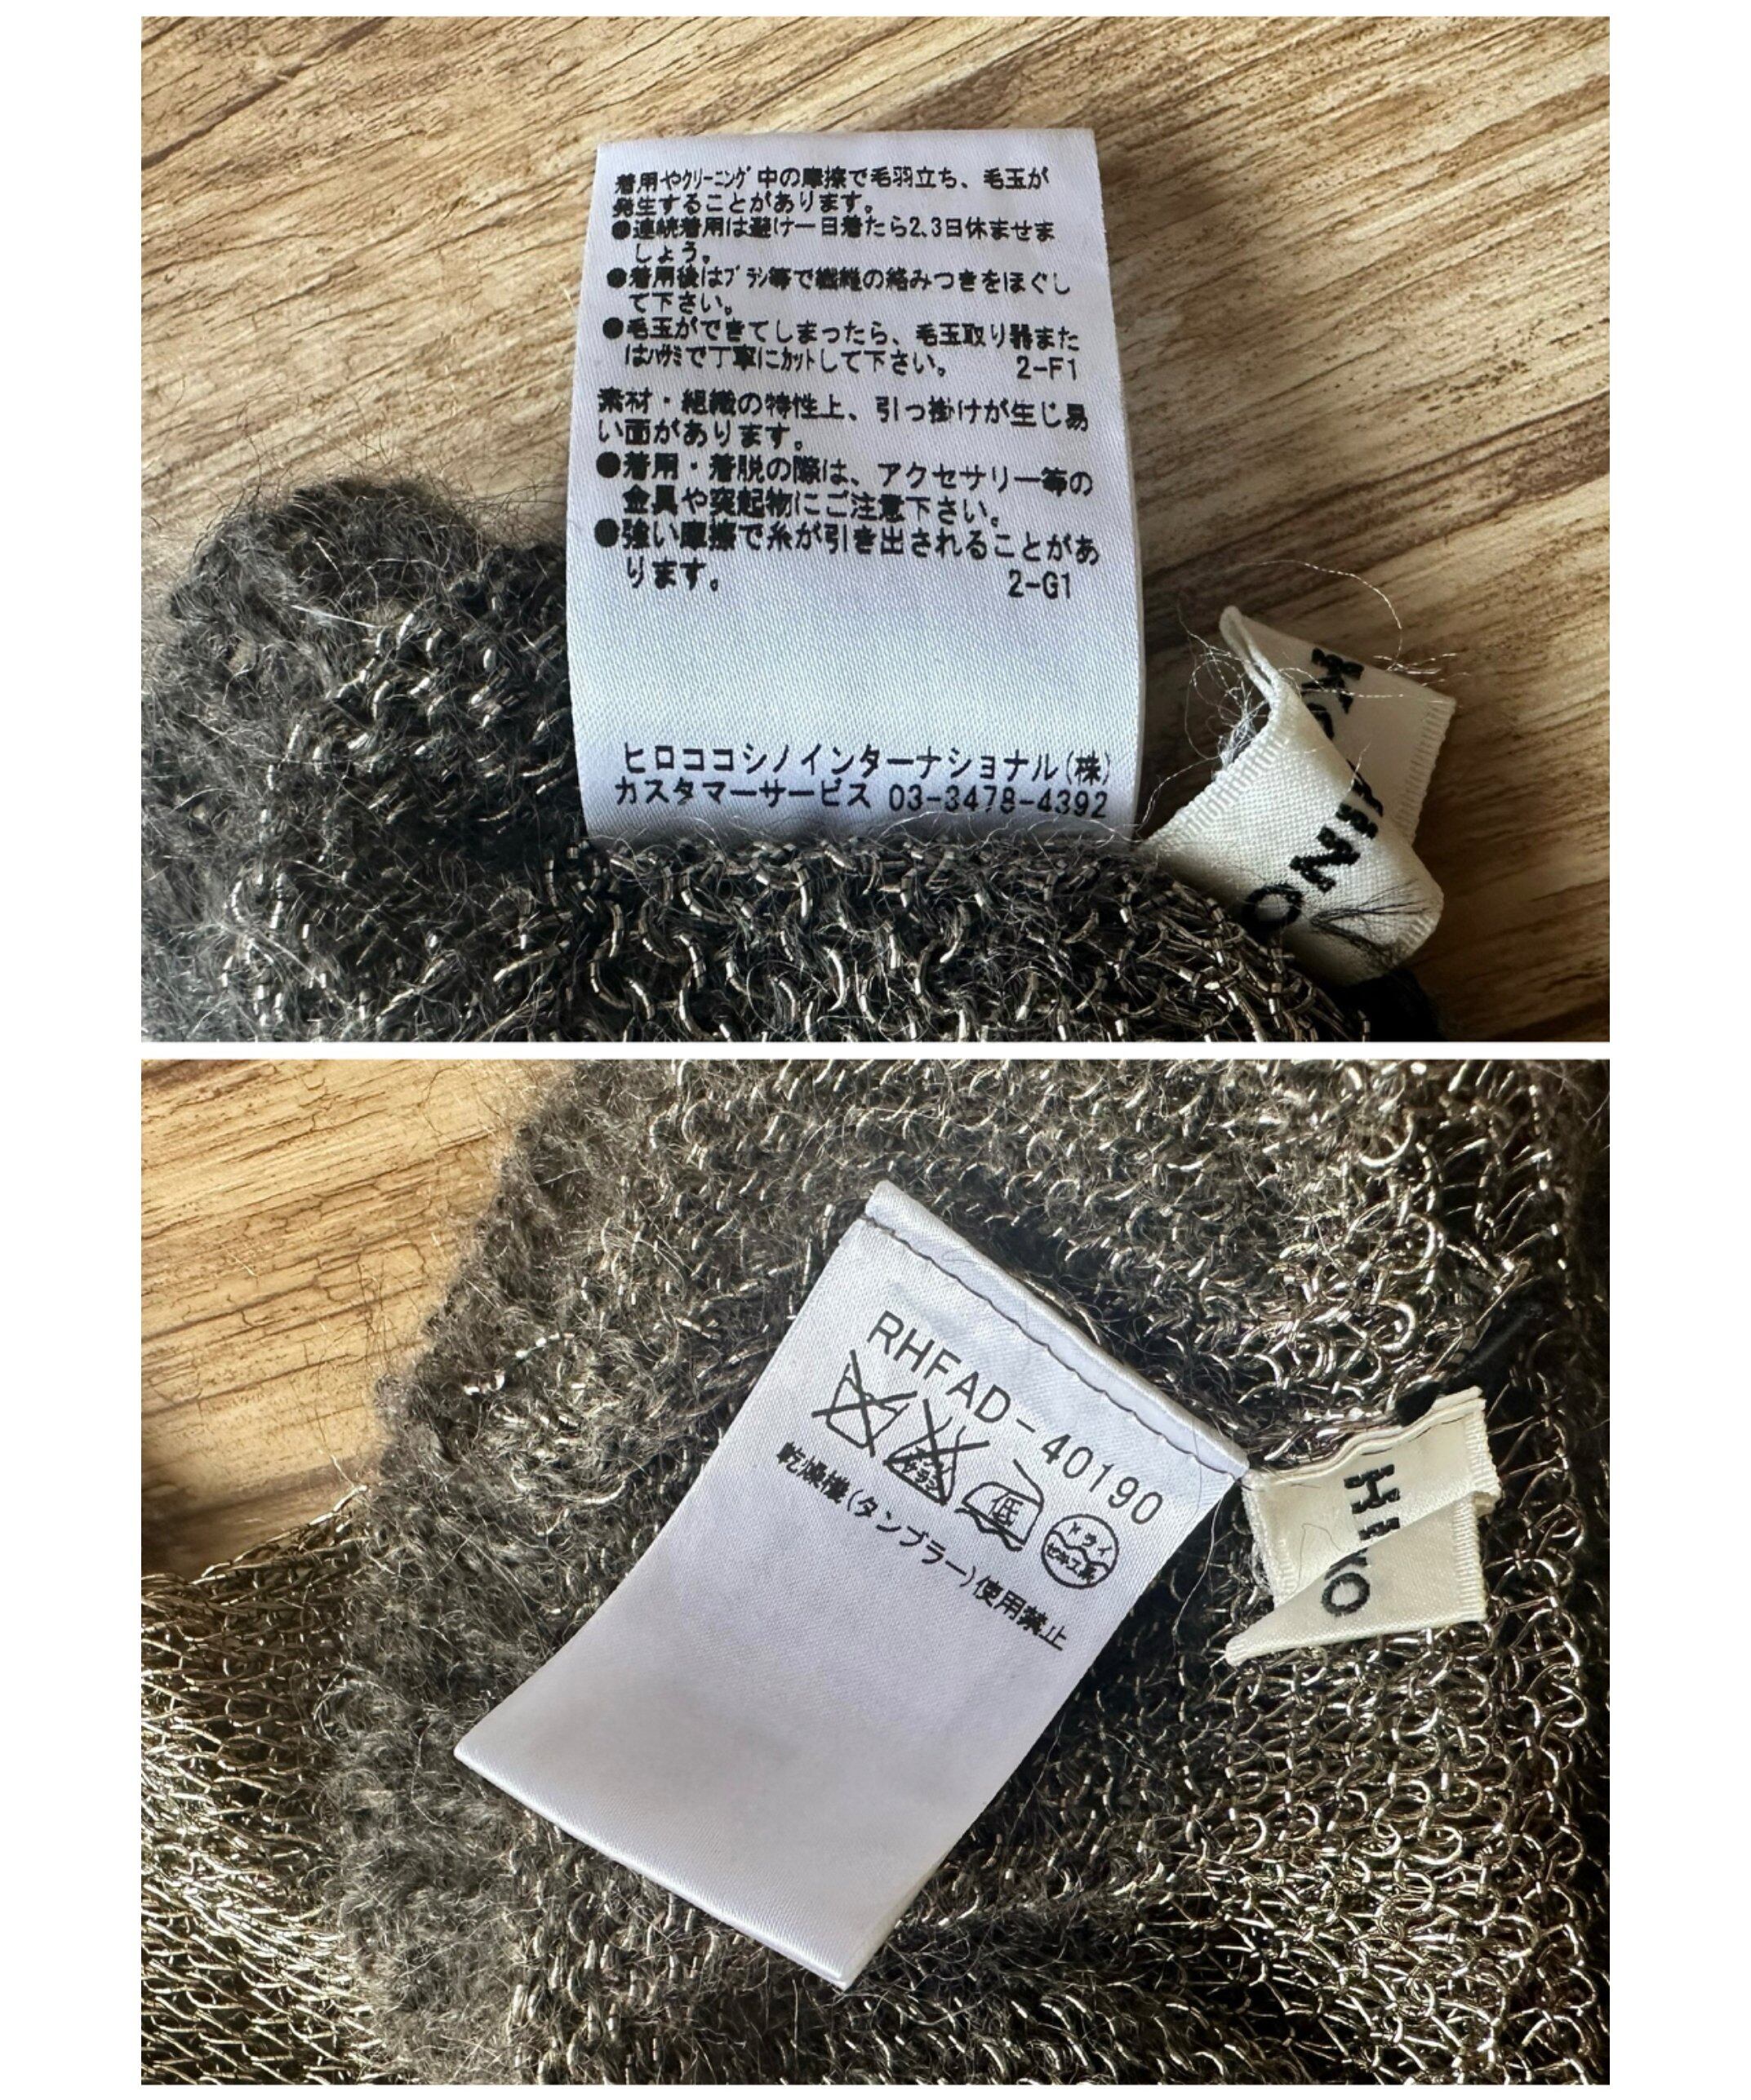 着用やクリーニング中の摩擦で毛羽立ち、毛玉が
発生することがあります。
●連続着用は避け一日着たら2、3日休ませま
しょう。
●着用後はブラシ等で繊維の絡みつきをほぐし
て下さい。
●毛玉ができてしまったら、毛玉取り器また
はハサミで丁寧にカットして下さい。 2-F1
素材・組織の特性上、引っ掛けが生じ易
い面があります。
●着用・着脱の際は、アクセサリー等の
金具や突起物にご注意下さい。
●強い摩擦で糸が引き出されることがあ
ります。 2-G1
ヒロココシノインターナショナル(株)
カスタマーサービス 03-3478-4392
RHFAD-40190
低
ドライ
セキユ系
乾燥機(タンブラー)使用禁止